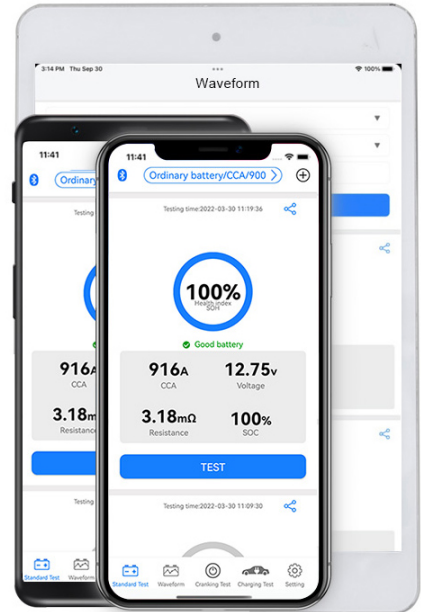 3:14 PM Thu Sep 30
100%
Waveform
11:41
Ordinary
Testing
916A
CCA
3.18m
Resistance
Testing
Standard Test
Waveform
11:41
Ordinary battery/CCA/900
Testing time:2022-03-30 11:19:36
100%
Health index
SOH
Good battery
916A
12.75v
CCA
Voltage
3.18mΩ
100%
Resistance
SOC
TEST
Testing time:2022-03-30 11:09:30
Standard Test
Waveform
Cranking Test
Charging Test
Setting